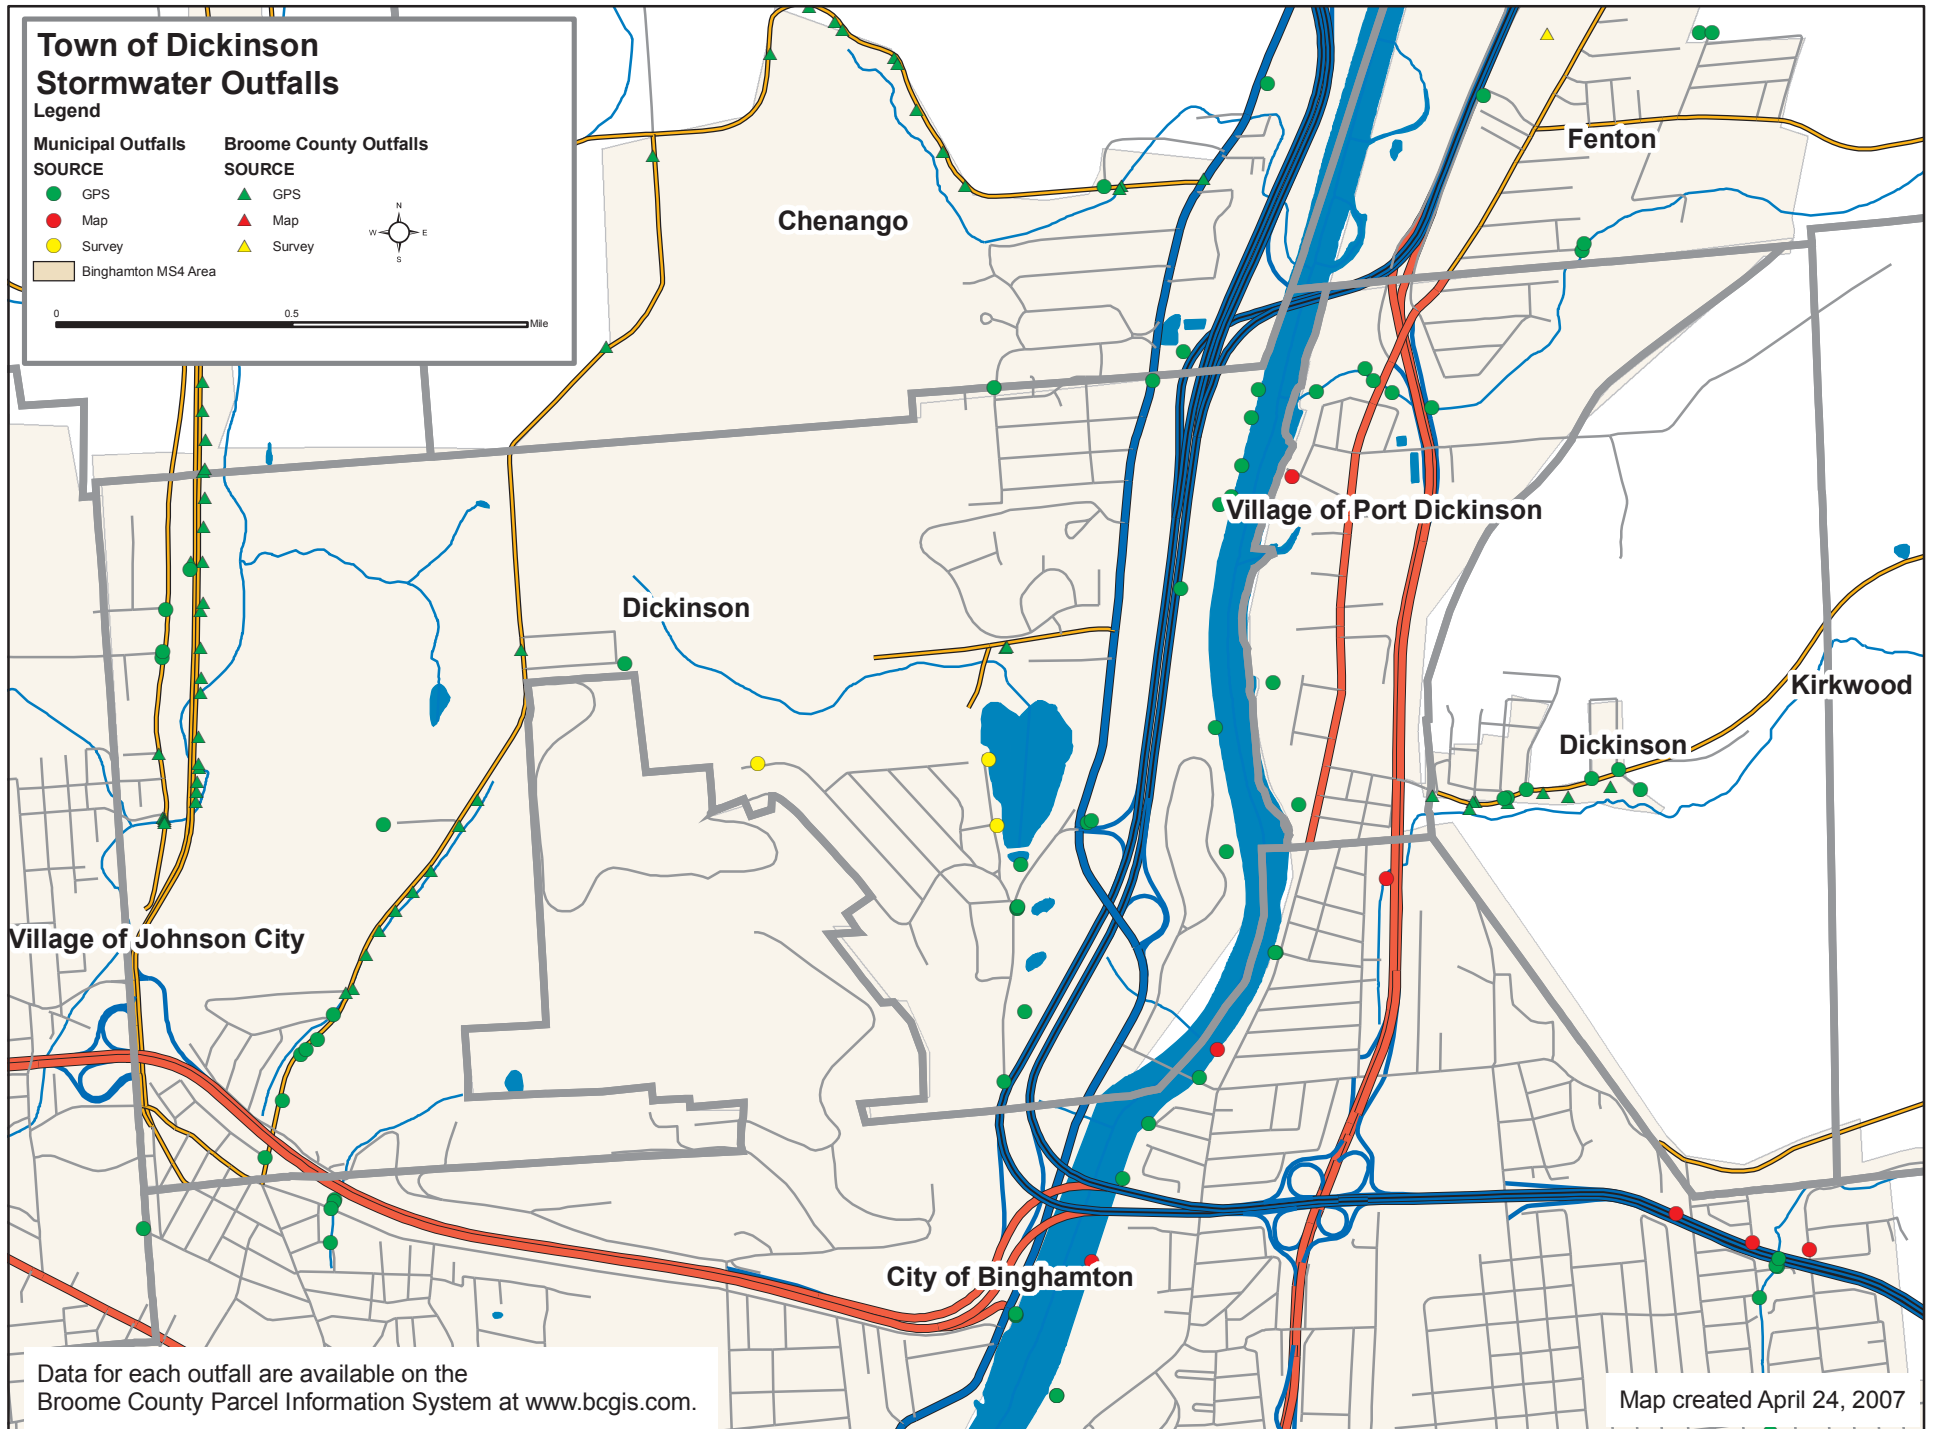 Town of Dickinson
Stormwater Outfalls
Legend
Municipal Outfalls
SOURCE
GPS
Map
Survey
Binghamton MS4 Area
Broome County Outfalls
SOURCE
GPS
Map
Survey
N
W E
S
0 0.5 Mile
Fenton
Chenango
Village of Port Dickinson
Dickinson
Kirkwood
Dickinson
Village of Johnson City
City of Binghamton
Data for each outfall are available on the
Broome County Parcel Information System at www.bcgis.com.
Map created April 24, 2007